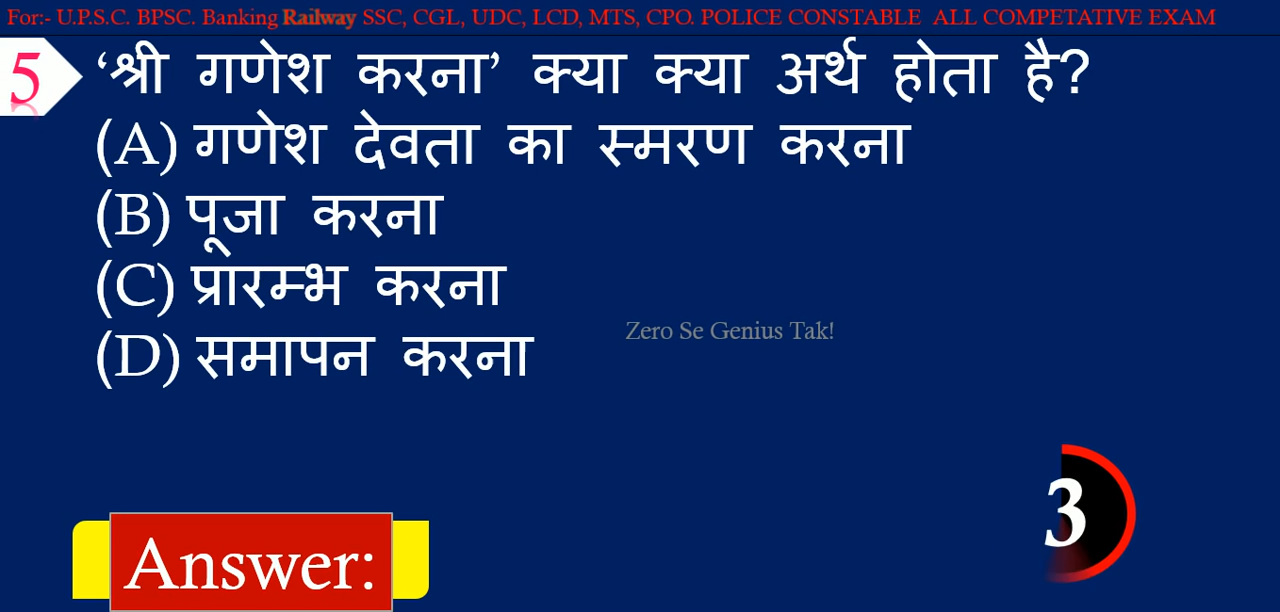 For:- U.P.S.C. BPSC. Banking Railway SSC, CGL, UDC, LCD, MTS, CPO. POLICE CONSTABLE ALL COMPETATIVE EXAM
5 ‘श्री गणेश करना’ क्या क्या अर्थ होता है?
(A) गणेश देवता का स्मरण करना
(B) पूजा करना
(C) प्रारम्भ करना
Zero Se Genius Tak!
(D) समापन करना
3
Answer: